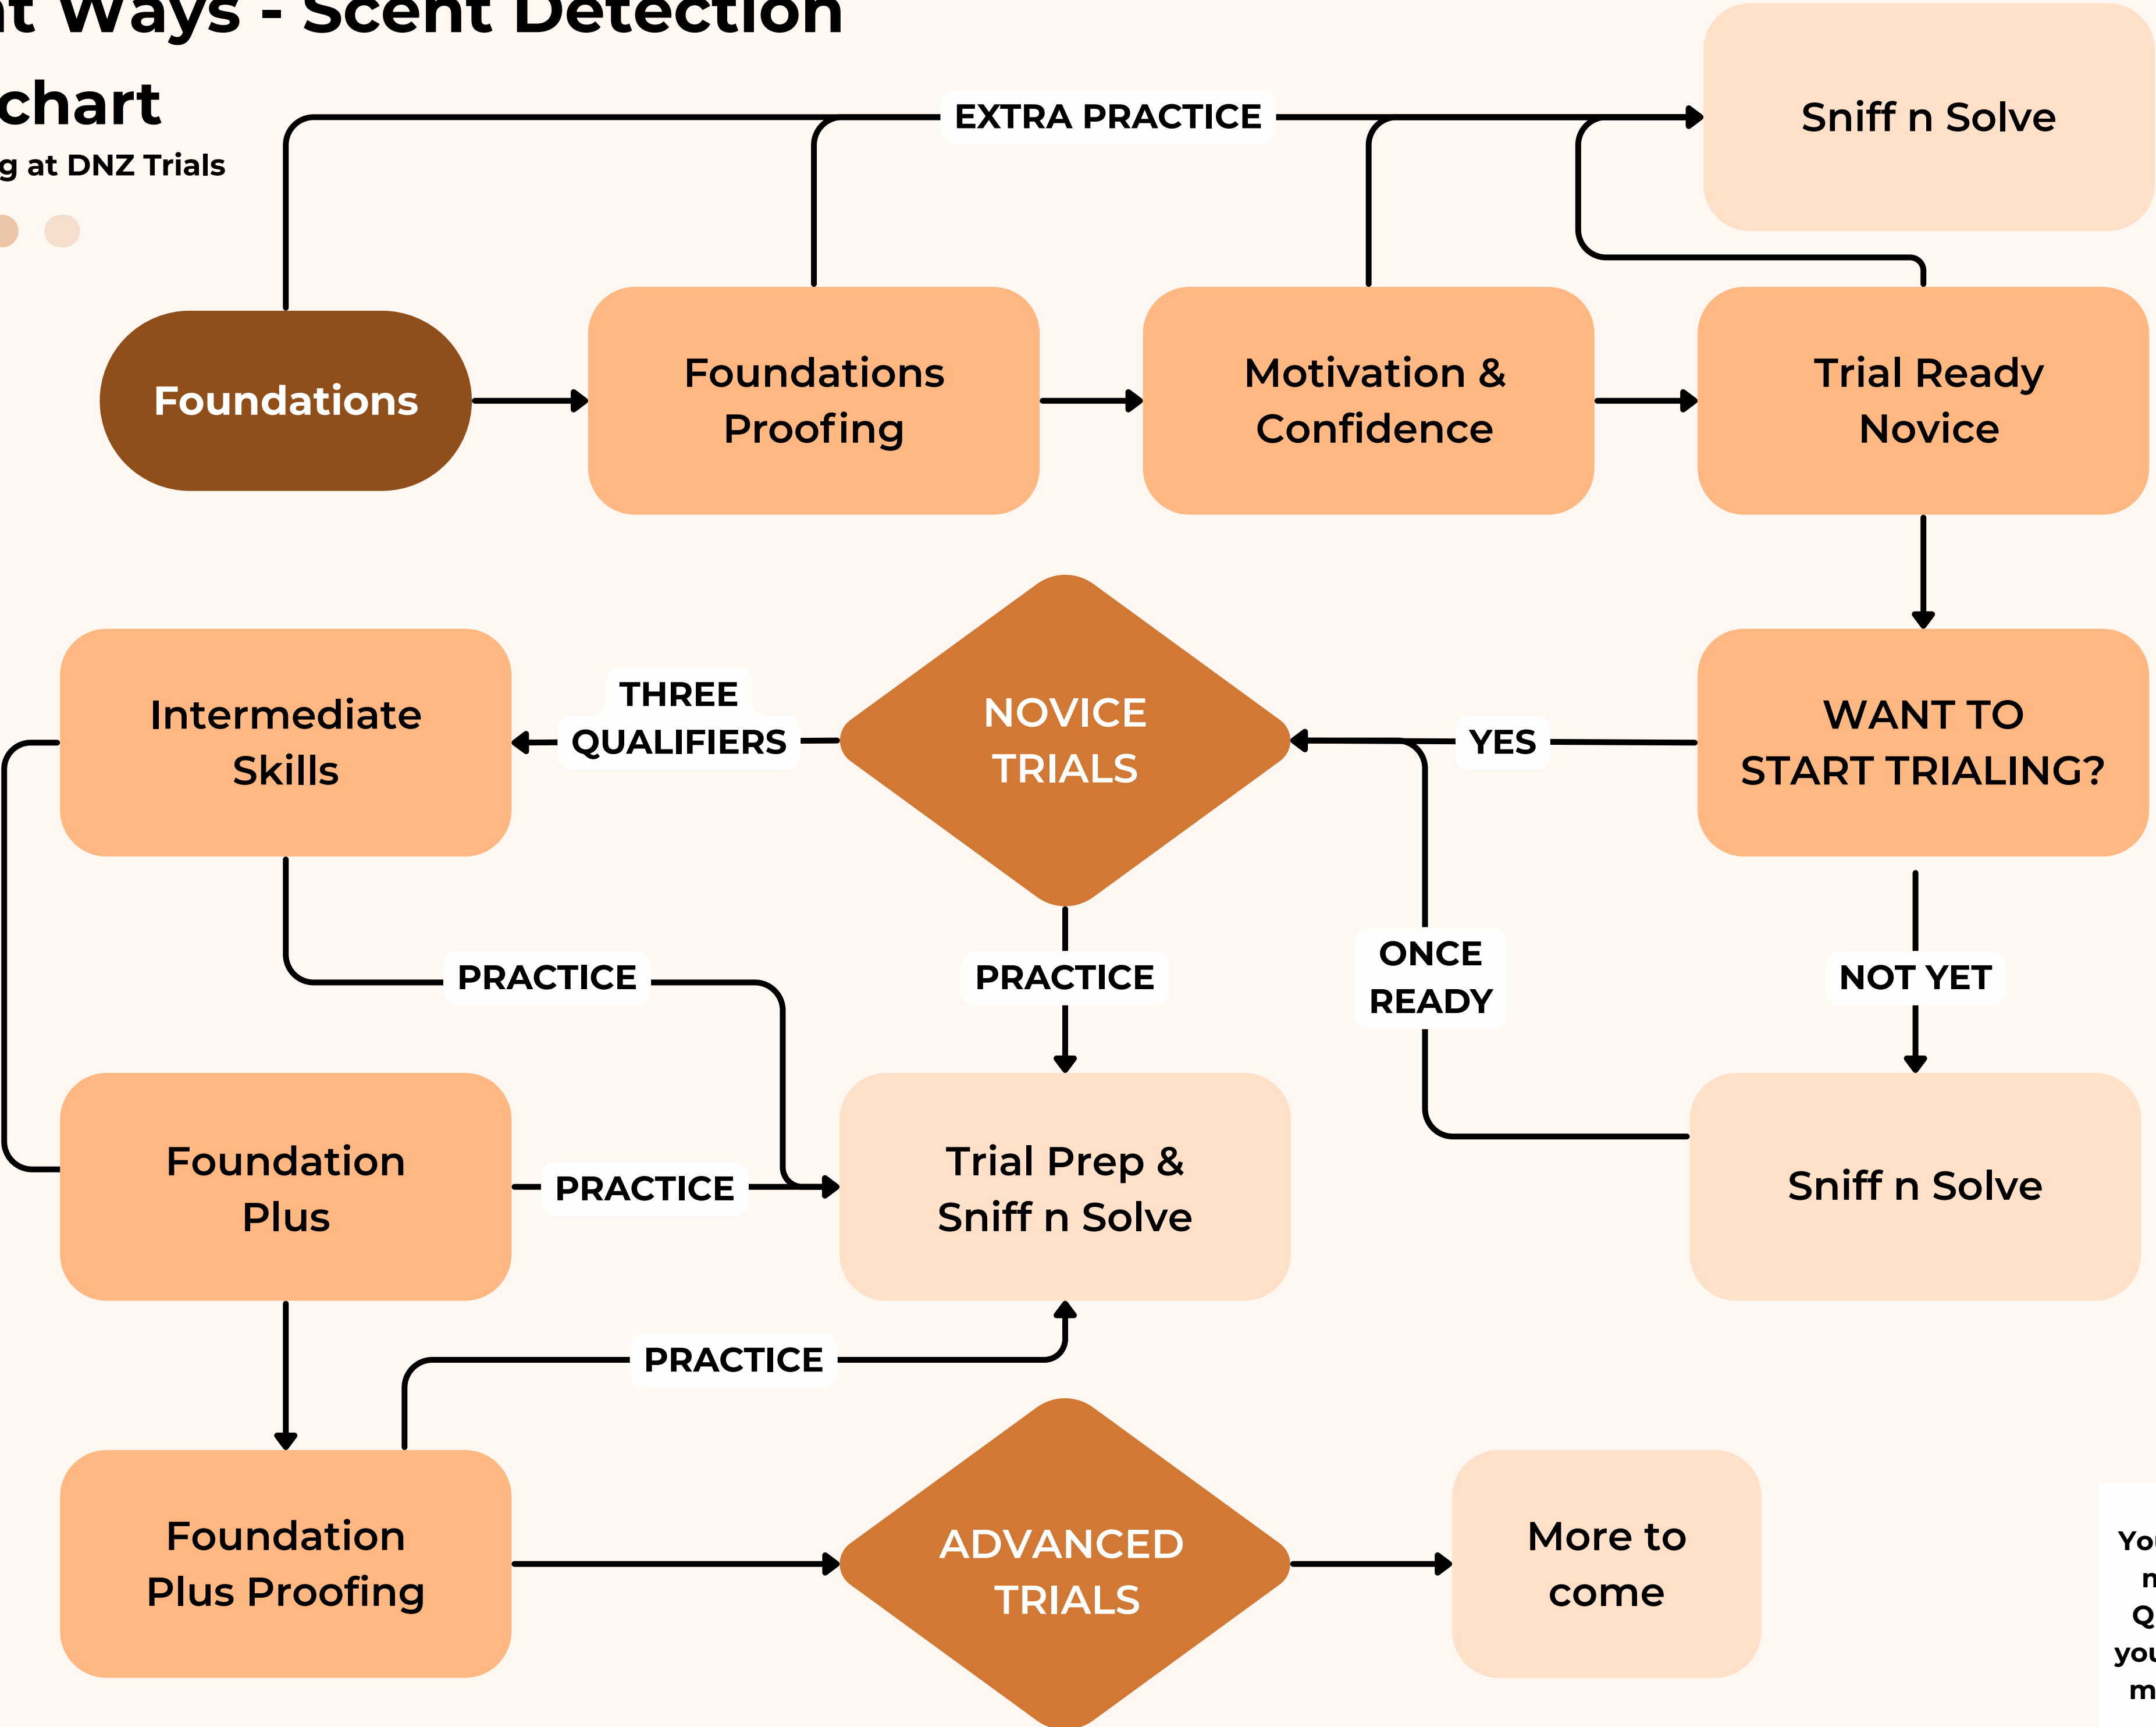 Ways - Scent Detection
chart
at DNZ Trials
EXTRA PRACTICE
Sniff n Solve
Foundations
Foundations
Proofing
Motivation &
Confidence
Trial Ready
Novice
Intermediate
Skills
THREE
QUALIFIERS
NOVICE
TRIALS
YES
WANT TO
START TRIALING?
PRACTICE
PRACTICE
ONCE
READY
NOT YET
Foundation
Plus
PRACTICE
Trial Prep &
Sniff n Solve
Sniff n Solve
PRACTICE
Foundation
Plus Proofing
ADVANCED
TRIALS
More to
come